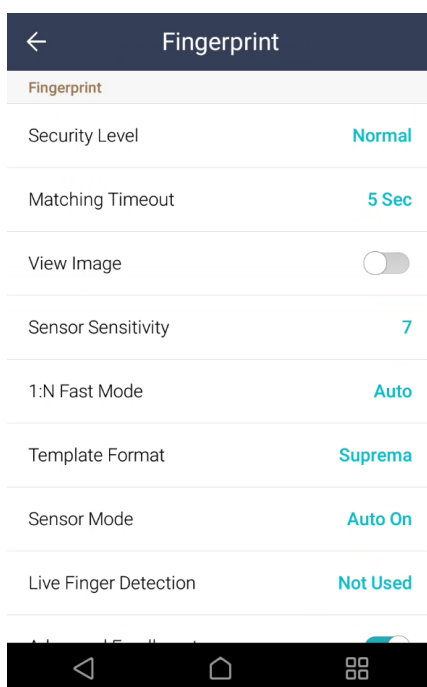 Fingerprint
Fingerprint
Security Level Normal
Matching Timeout 5 Sec
View Image
Sensor Sensitivity 7
1:N Fast Mode Auto
Template Format Suprema
Sensor Mode Auto On
Live Finger Detection Not Used